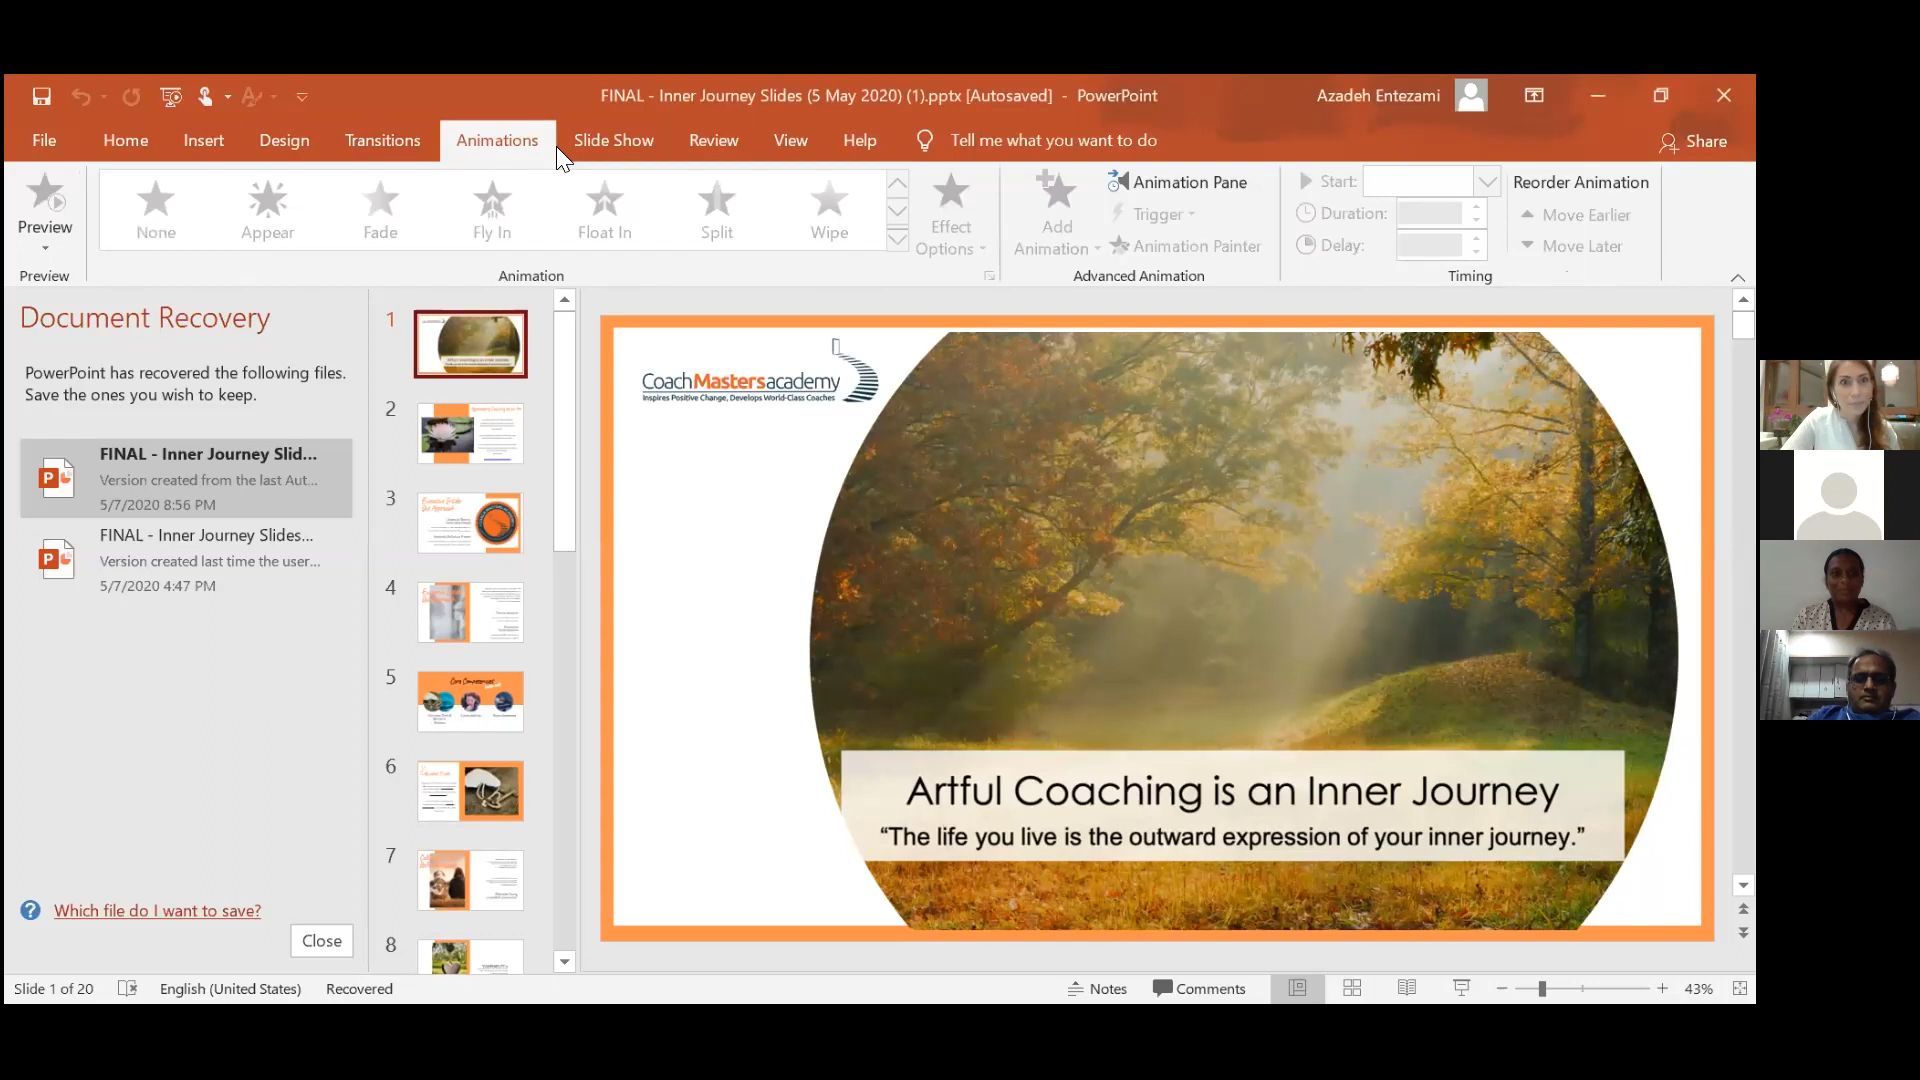 FINAL - Inner Journey Slides (5 May 2020) (1).pptx [Autosaved] - PowerPoint
Azadeh Entezami
File Home Insert Design Transitions Animations Slide Show Review View Help Tell me what you want to do Share
Preview
Preview
None Appear Fade Fly In Float In Split Wipe
Animation
Effect
Options
Add
Animation
Animation Pane
Trigger
Animation Painter
Advanced Animation
Start:
Duration:
Delay:
Reorder Animation
Move Earlier
Move Later
Timing
Document Recovery
PowerPoint has recovered the following files.
Save the ones you wish to keep.
FINAL - Inner Journey Slid...
Version created from the last Aut...
5/7/2020 8:56 PM
FINAL - Inner Journey Slides...
Version created last time the user...
5/7/2020 4:47 PM
Which file do I want to save?
Close
1
2
3
4
5
6
7
8
CoachMastersacademy
Inspires Positive Change, Develops World-Class Coaches
Artful Coaching is an Inner Journey
“The life you live is the outward expression of your inner journey.”
Slide 1 of 20 English (United States) Recovered Notes Comments 43%